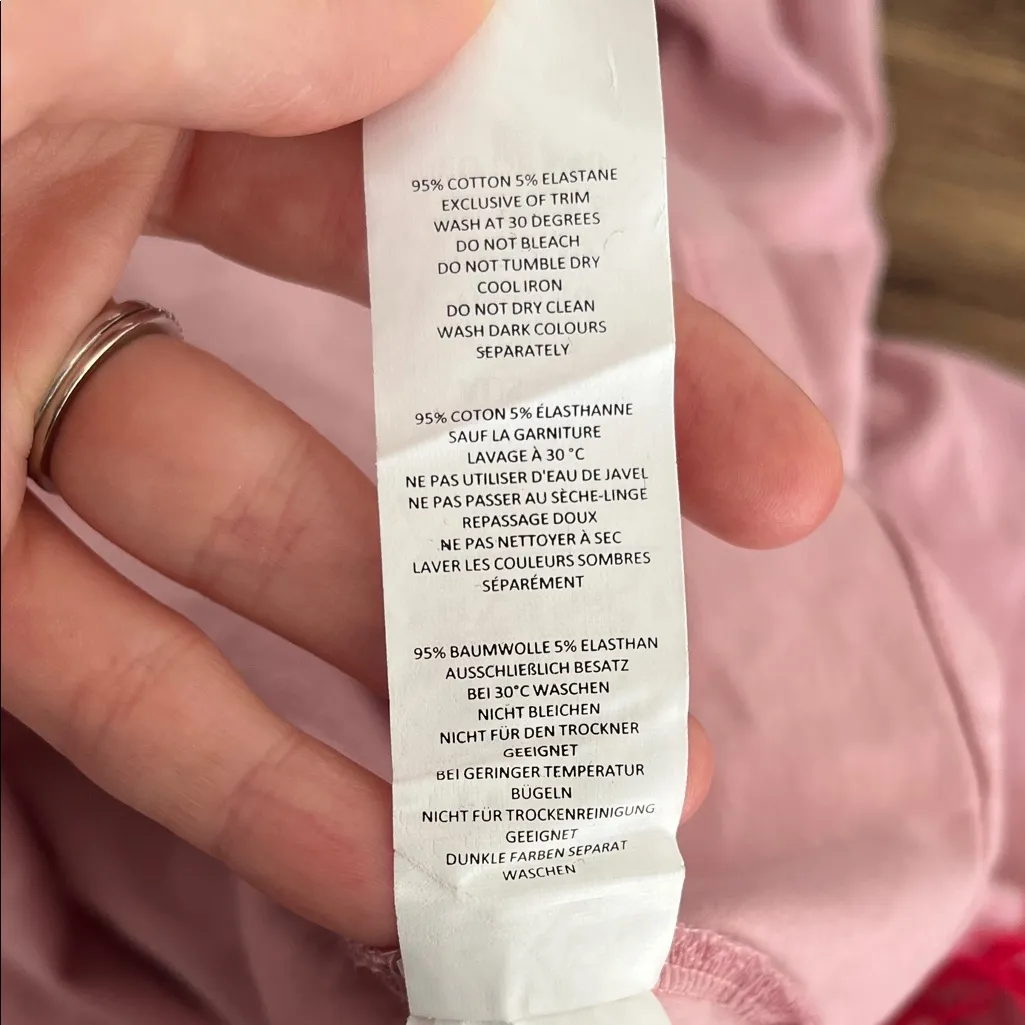 95% COTTON 5% ELASTANE
EXCLUSIVE OF TRIM
WASH AT 30 DEGREES
DO NOT BLEACH
DO NOT TUMBLE DRY
COOL IRON
DO NOT DRY CLEAN
WASH DARK COLOURS
SEPARATELY
95% COTON 5% ÉLASTHANNE
SAUF LA GARNITURE
LAVAGE À 30 °C
NE PAS UTILISER D'EAU DE JAVEL
NE PAS PASSER AU SÈCHE-LINGE
REPASSAGE DOUX
NE PAS NETTOYER À SEC
LAVER LES COULEURS SOMBRES
SÉPARÉMENT
95% BAUMWOLLE 5% ELASTHAN
AUSSCHLIEßLICH BESATZ
BEI 30°C WASCHEN
NICHT BLEICHEN
NICHT FÜR DEN TROCKNER
GEEIGNET
BEI GERINGER TEMPERATUR
BÜGELN
NICHT FÜR TROCKENREINIGUNG
GEEIGNET
DUNKLE FARBEN SEPARAT
WASCHEN